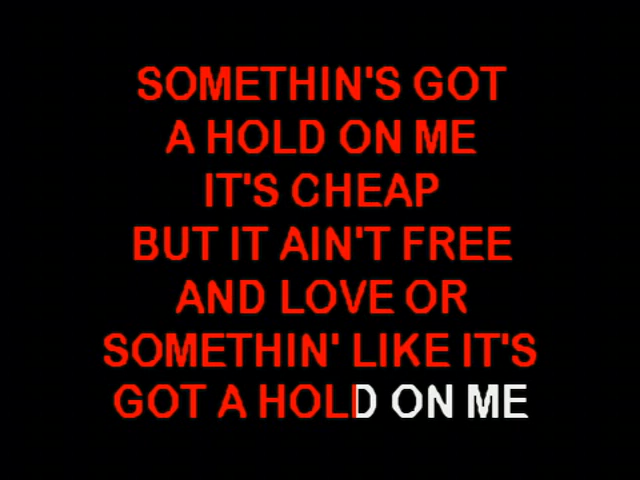 SOMETHIN'S GOT
A HOLD ON ME
IT'S CHEAP
BUT IT AIN'T FREE
AND LOVE OR
SOMETHIN' LIKE IT'S
GOT A HOLD ON ME